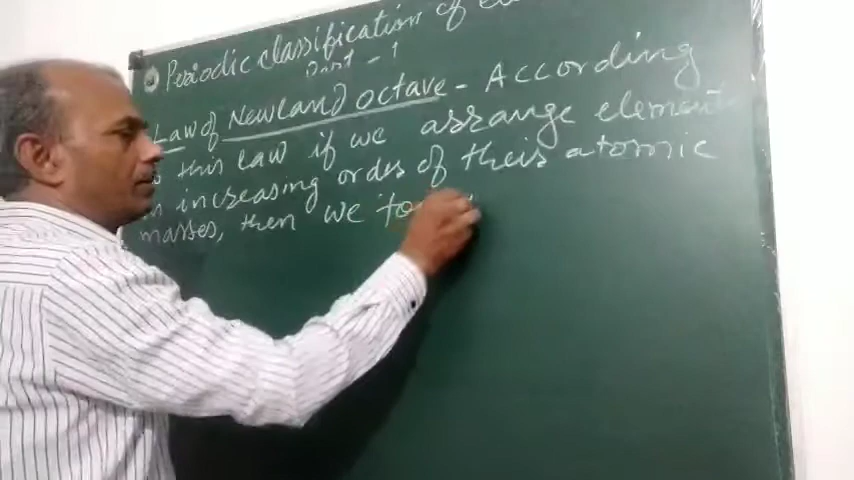 Periodic classification of
Part - 1
Law of Newland octave - According
this law if we arrange element
in increasing order of their atomic
masses, then we